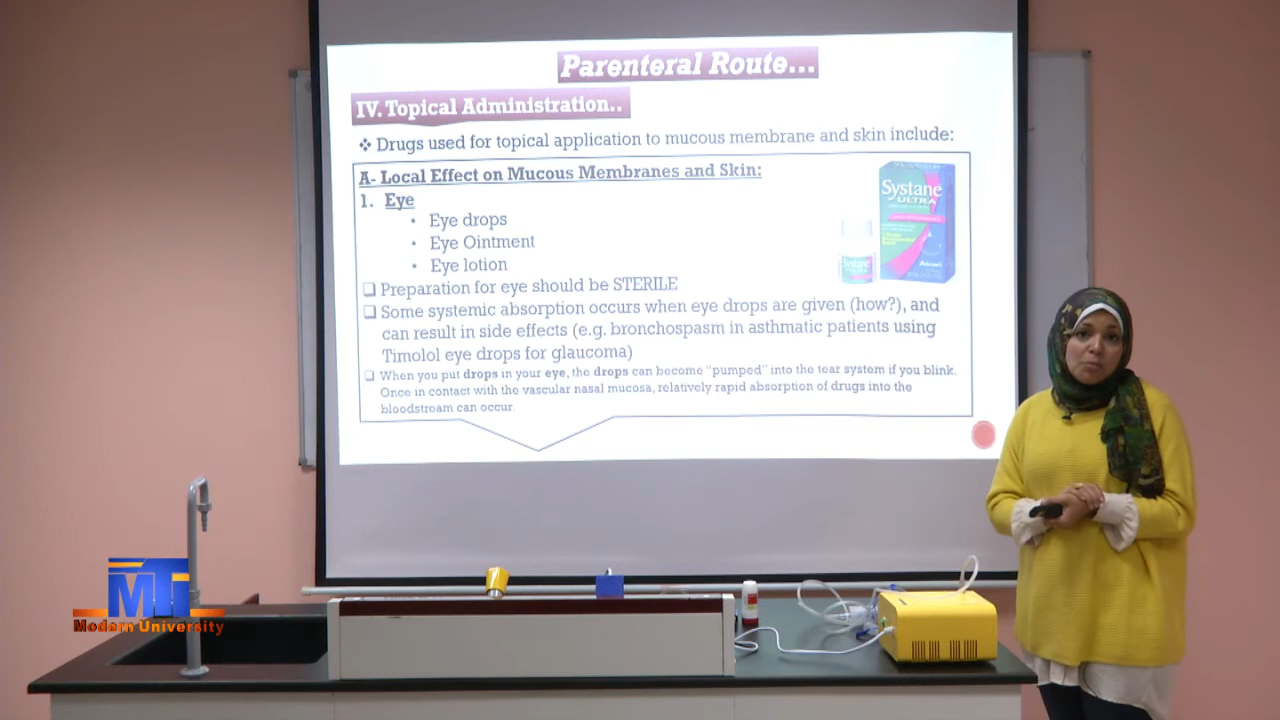 Parenteral Route...
IV. Topical Administration..
❖ Drugs used for topical application to mucous membrane and skin include:
A- Local Effect on Mucous Membranes and Skin:
1. Eye
• Eye drops
• Eye Ointment
• Eye lotion
❑ Preparation for eye should be STERILE
❑ Some systemic absorption occurs when eye drops are given (how?), and
can result in side effects (e.g. bronchospasm in asthmatic patients using
Timolol eye drops for glaucoma)
❑ When you put drops in your eye, the drops can become “pumped” into the tear system if you blink.
Once in contact with the vascular nasal mucosa, relatively rapid absorption of drugs into the
bloodstream can occur.
Systane
ULTRA
Alcon
Systane
MTi
Modern University